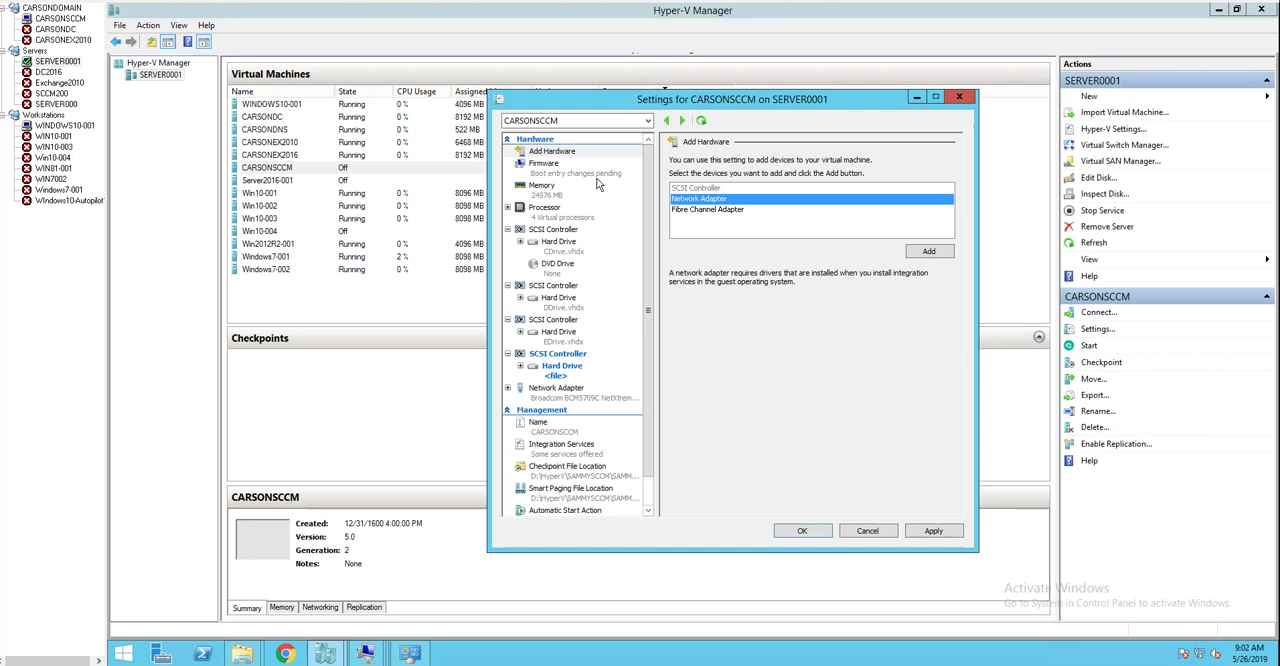 CARSONDOMAIN
CARSONSCCM
CARSONDC
CARSONEX2010
Servers
SERVER0001
DC2016
Exchange2010
SCCM200
SERVER000
Workstations
WINDOWS10-001
WIN10-001
WIN10-003
Win10-004
WIN81-001
WIN7002
Windows7-001
WIndows10-Autopilot
Hyper-V Manager
File Action View Help
Hyper-V Manager
SERVER0001
Virtual Machines
Name State CPU Usage Assigned
WINDOWS10-001 Running 0 % 4096 MB
CARSONDC Running 0 % 8192 MB
CARSONDNS Running 0 % 522 MB
CARSONEX2010 Running 0 % 6468 MB
CARSONEX2016 Running 0 % 8192 MB
CARSONSCCM Off
Server2016-001 Off
Win10-001 Running 0 % 8096 MB
Win10-002 Running 0 % 8098 MB
Win10-003 Running 0 % 8098 MB
Win10-004 Off
Win2012R2-001 Running 0 % 4096 MB
Windows7-001 Running 2 % 8098 MB
Windows7-002 Running 0 % 8098 MB
Checkpoints
CARSONSCCM
Created: 12/31/1600 4:00:00 PM
Version: 5.0
Generation: 2
Notes: None
Summary Memory Networking Replication
Settings for CARSONSCCM on SERVER0001
CARSONSCCM
Hardware
Add Hardware
Firmware
Boot entry changes pending
Memory
24576 MB
Processor
4 Virtual processors
SCSI Controller
Hard Drive
CDrive.vhdx
DVD Drive
None
SCSI Controller
Hard Drive
DDrive.vhdx
SCSI Controller
Hard Drive
EDrive.vhdx
SCSI Controller
Hard Drive
<file>
Network Adapter
Broadcom BCM5709C NetXtrem...
Management
Name
CARSONSCCM
Integration Services
Some services offered
Checkpoint File Location
D:\HyperV\SAMMYSCCM\SAMM...
Smart Paging File Location
D:\HyperV\SAMMYSCCM\SAMM...
Automatic Start Action
Add Hardware
You can use this setting to add devices to your virtual machine.
Select the devices you want to add and click the Add button.
SCSI Controller
Network Adapter
Fibre Channel Adapter
Add
A network adapter requires drivers that are installed when you install integration
services in the guest operating system.
OK Cancel Apply
Actions
SERVER0001
New
Import Virtual Machine...
Hyper-V Settings...
Virtual Switch Manager...
Virtual SAN Manager...
Edit Disk...
Inspect Disk...
Stop Service
Remove Server
Refresh
View
Help
CARSONSCCM
Connect...
Settings...
Start
Checkpoint
Move...
Export...
Rename...
Delete...
Enable Replication...
Help
Activate Windows
Go to System in Control Panel to activate Windows.
9:02 AM
5/26/2019